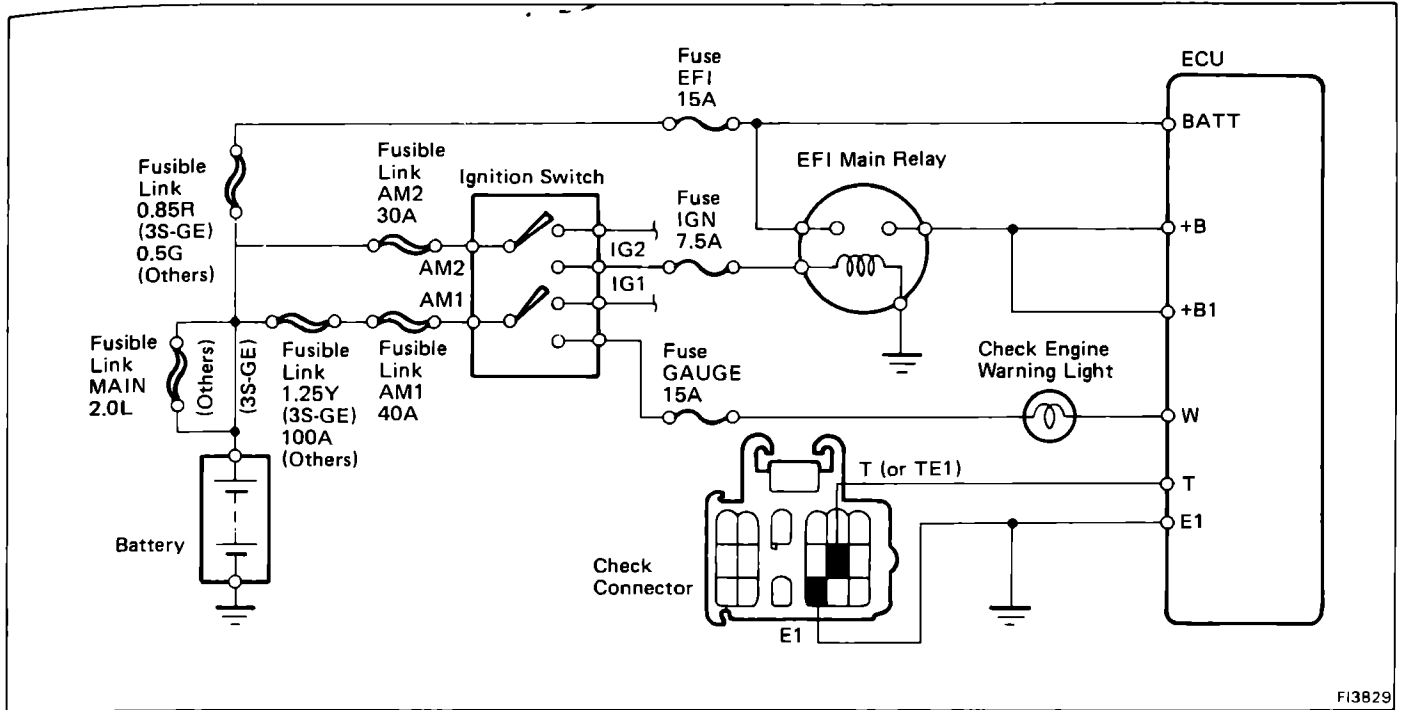 Fuse
EFI
15A
ECU
BATT
Fusible
Link
0.85R
(3S-GE)
0.5G
(Others)
Fusible
Link
AM2
30A
Ignition Switch
EFI Main Relay
Fuse
IGN
7.5A
+B
AM2
IG2
AM1
IG1
+B1
Fusible
Link
MAIN
2.0L
(Others)
(3S-GE)
Fusible
Link
1.25Y
(3S-GE)
100A
(Others)
Fusible
Link
AM1
40A
Fuse
GAUGE
15A
Check Engine
Warning Light
W
T (or TE1)
T
E1
Battery
Check
Connector
E1
FI3829